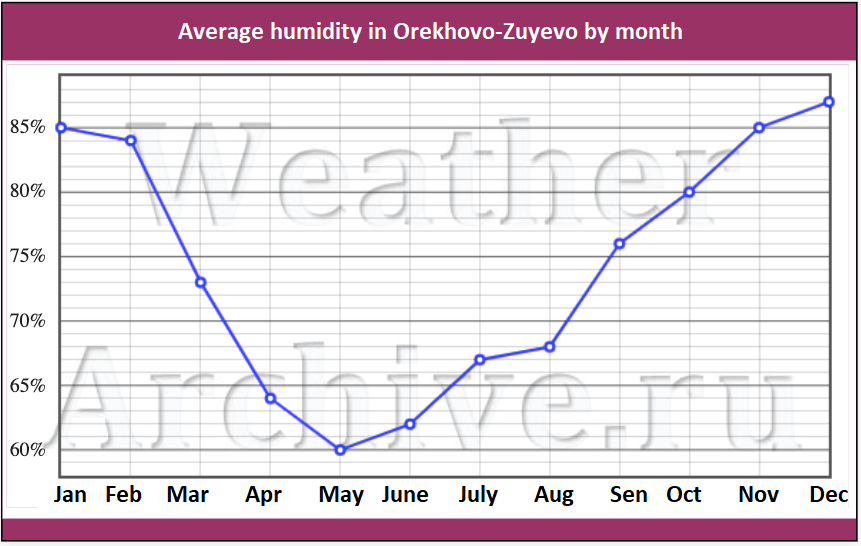 Average humidity in Orekhovo-Zuyevo by month
85%
80%
75%
70%
65%
60%
Weather
Archive.ru
Jan Feb Mar Apr May June July Aug Sen Oct Nov Dec